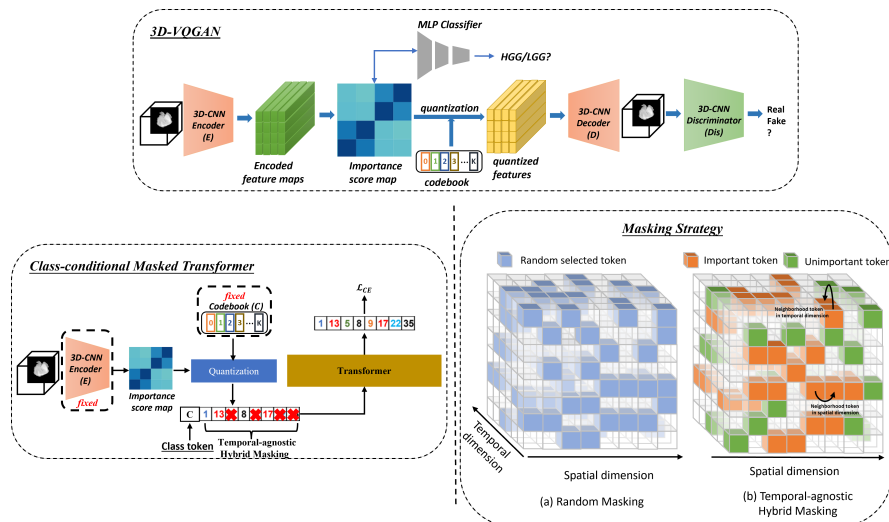 3D-VQGAN
MLP Classifier
HGG/LGG?
3D-CNN
Encoder
(E)
Encoded
feature maps
Importance
score map
quantization
0 1 2 3 ... K
codebook
quantized
features
3D-CNN
Decoder
(D)
3D-CNN
Discriminator
(Dis)
Real
Fake
?
Class-conditional Masked Transformer
3D-CNN
Encoder
(E)
fixed
Importance
score map
fixed
Codebook (C)
0 1 2 3 ... K
Quantization
C 1 13 8 17
Class token
Temporal-agnostic
Hybrid Masking
ℒCE
1 13 5 8 9 17 22 35
Transformer
Masking Strategy
Random selected token
Important token
Unimportant token
Neighborhood token
in temporal dimension
Neighborhood token
in spatial dimension
Temporal
dimension
Spatial dimension
Spatial dimension
(a) Random Masking
(b) Temporal-agnostic
Hybrid Masking